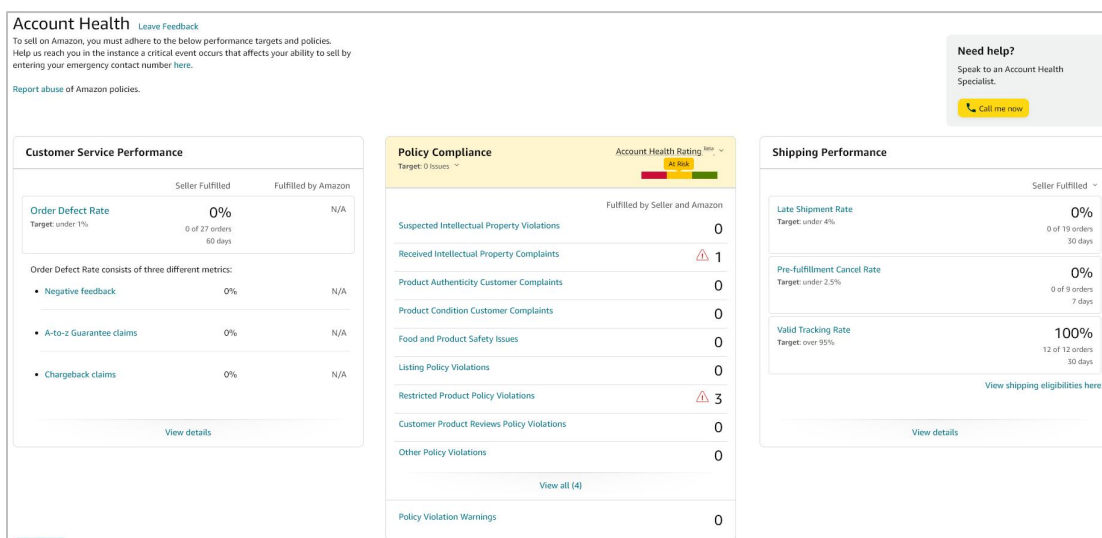 Account Health Leave Feedback
To sell on Amazon, you must adhere to the below performance targets and policies.
Help us reach you in the instance a critical event occurs that affects your ability to sell by
entering your emergency contact number here.
Report abuse of Amazon policies.
Need help?
Speak to an Account Health
Specialist.
Call me now
Customer Service Performance
Seller Fulfilled Fulfilled by Amazon
Order Defect Rate 0% N/A
Target: under 1% 0 of 27 orders
60 days
Order Defect Rate consists of three different metrics:
• Negative feedback 0% N/A
• A-to-z Guarantee claims 0% N/A
• Chargeback claims 0% N/A
View details
Policy Compliance Account Health Rating Beta
Target: 0 Issues At Risk
Fulfilled by Seller and Amazon
Suspected Intellectual Property Violations 0
Received Intellectual Property Complaints 1
Product Authenticity Customer Complaints 0
Product Condition Customer Complaints 0
Food and Product Safety Issues 0
Listing Policy Violations 0
Restricted Product Policy Violations 3
Customer Product Reviews Policy Violations 0
Other Policy Violations 0
View all (4)
Policy Violation Warnings 0
Shipping Performance
Seller Fulfilled
Late Shipment Rate 0%
Target: under 4% 0 of 19 orders
30 days
Pre-fulfillment Cancel Rate 0%
Target: under 2.5% 0 of 9 orders
7 days
Valid Tracking Rate 100%
Target: over 95% 12 of 12 orders
30 days
View shipping eligibilities here
View details